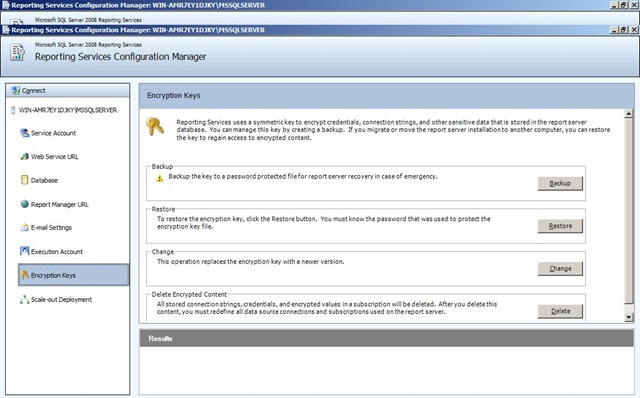 Reporting Services Configuration Manager: WIN-AMR7EY1DJKY\MSSQLSERVER
Microsoft SQL Server 2008 Reporting Services
Reporting Services Configuration Manager: WIN-AMR7EY1DJKY\MSSQLSERVER
Microsoft SQL Server 2008 Reporting Services
Reporting Services Configuration Manager
Connect
WIN-AMR7EY1DJKY\MSSQLSERVER
Service Account
Web Service URL
Database
Report Manager URL
E-mail Settings
Execution Account
Encryption Keys
Scale-out Deployment
Encryption Keys
Reporting Services uses a symmetric key to encrypt credentials, connection strings, and other sensitive data that is stored in the report server
database. You can manage this key by creating a backup. If you migrate or move the report server installation to another computer, you can restore
the key to regain access to encrypted content.
Backup
Backup the key to a password protected file for report server recovery in case of emergency.
Backup
Restore
To restore the encryption key, click the Restore button. You must know the password that was used to protect the
encryption key file.
Restore
Change
This operation replaces the encryption key with a newer version.
Change
Delete Encrypted Content
All stored connection strings, credentials, and encrypted values in a subscription will be deleted. After you delete this
content, you must redefine all data source connections and subscriptions used on the report server.
Delete
Results